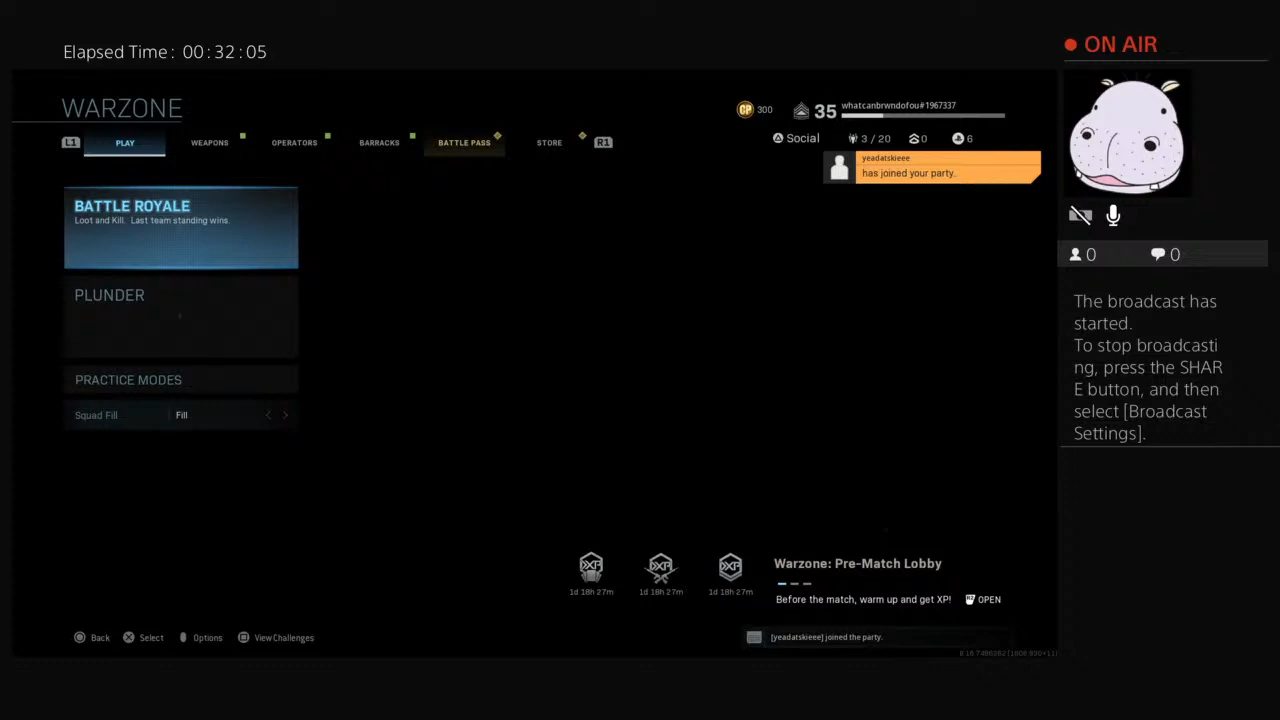 Elapsed Time: 00:32:05
ON AIR
WARZONE
CP 300
35
whatcanbrwndofou#1967337
L1
PLAY
WEAPONS
OPERATORS
BARRACKS
BATTLE PASS
STORE
R1
Social
3 / 20
0
6
yeadatskieee
has joined your party.
BATTLE ROYALE
Loot and Kill. Last team standing wins.
PLUNDER
PRACTICE MODES
Squad Fill
Fill
0
0
The broadcast has
started.
To stop broadcasti
ng, press the SHAR
E button, and then
select [Broadcast
Settings].
2XP
2XP
2XP
1d 18h 27m
1d 18h 27m
1d 18h 27m
Warzone: Pre-Match Lobby
Before the match, warm up and get XP!
OPEN
Back
Select
Options
View Challenges
[yeadatskieee] joined the party.